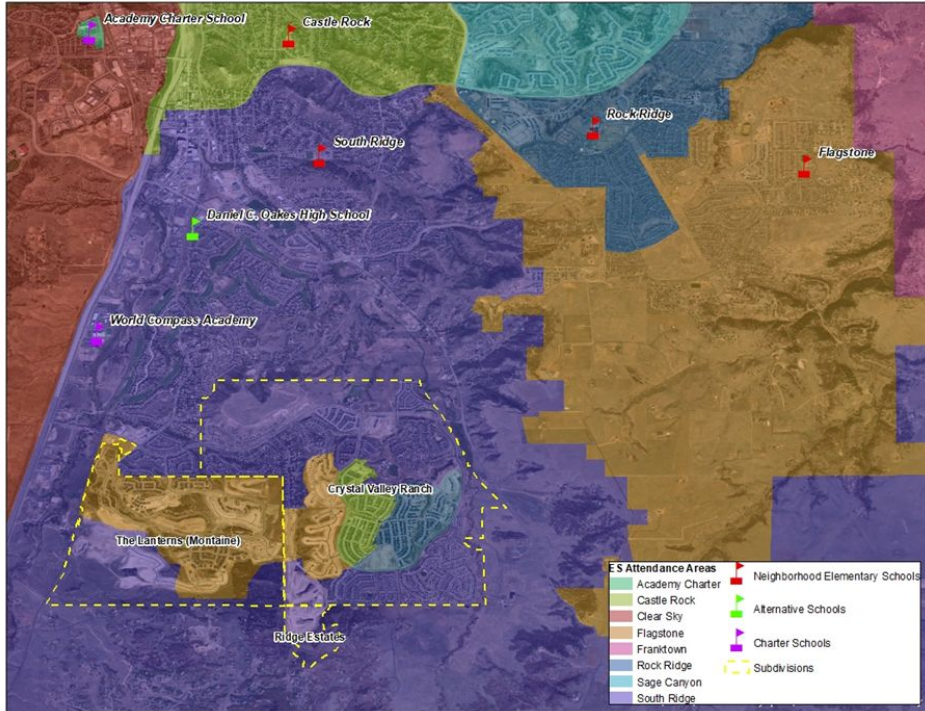 Academy Charter School
Castle Rock
Rock Ridge
South Ridge
Flagstone
Daniel C. Oakes High School
World Compass Academy
Crystal Valley Ranch
The Lanterns (Montaine)
Ridge Estates
ES Attendance Areas
Academy Charter
Castle Rock
Clear Sky
Flagstone
Franktown
Rock Ridge
Sage Canyon
South Ridge
Neighborhood Elementary Schools
Alternative Schools
Charter Schools
Subdivisions